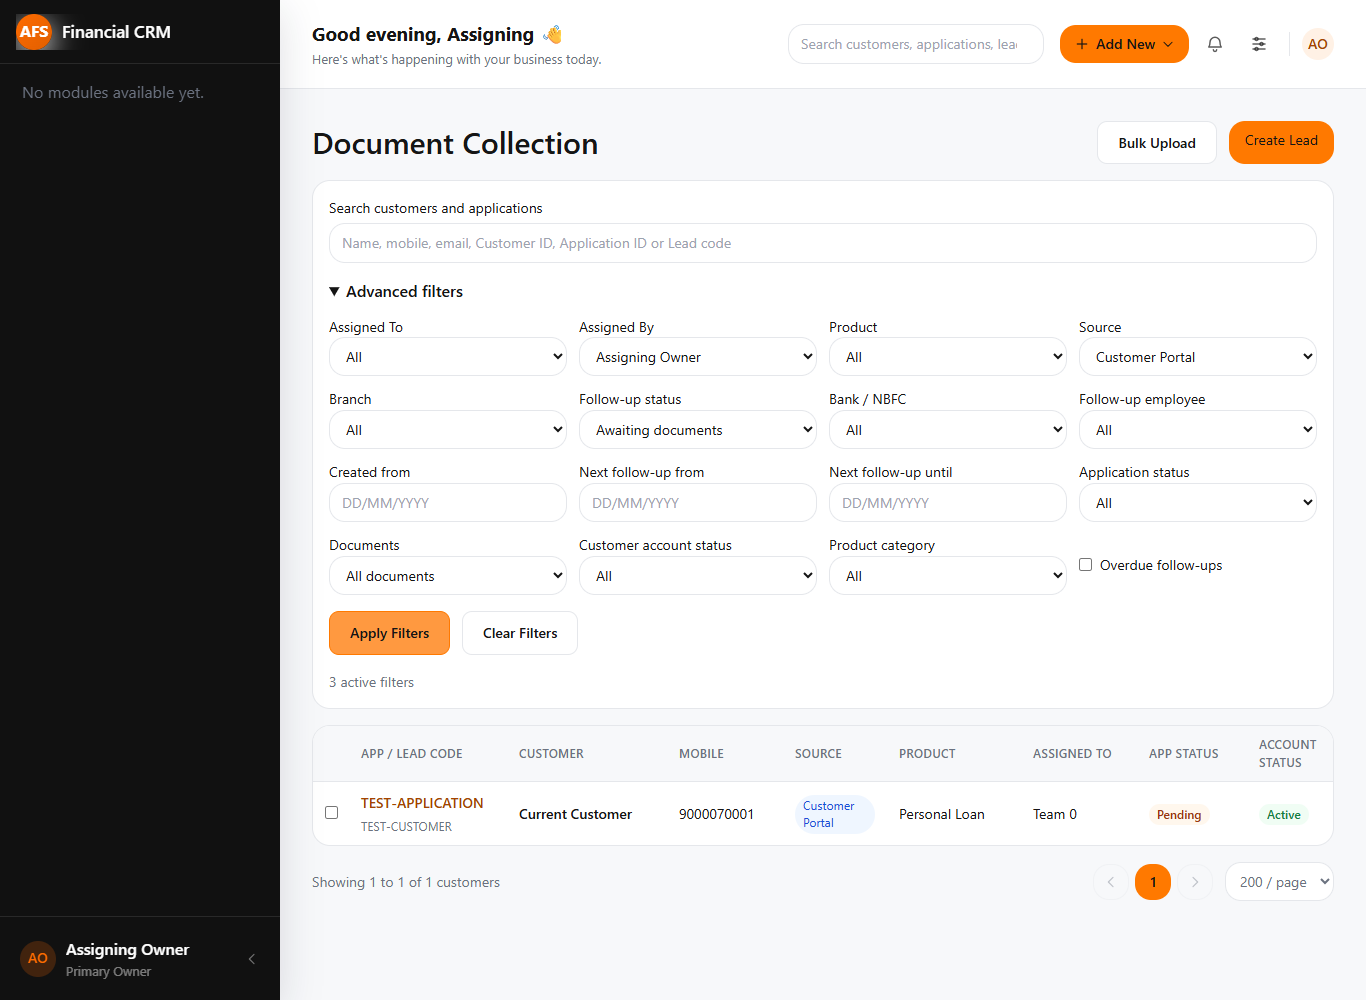 AFS Financial CRM
No modules available yet.
Good evening, Assigning 👋
Here's what's happening with your business today.
Search customers, applications, lea
+ Add New
AO
Document Collection
Bulk Upload
Create Lead
Search customers and applications
Name, mobile, email, Customer ID, Application ID or Lead code
▼ Advanced filters
Assigned To
Assigned By
Product
Source
All
Assigning Owner
All
Customer Portal
Branch
Follow-up status
Bank / NBFC
Follow-up employee
All
Awaiting documents
All
All
Created from
Next follow-up from
Next follow-up until
Application status
DD/MM/YYYY
DD/MM/YYYY
DD/MM/YYYY
All
Documents
Customer account status
Product category
All documents
All
All
Overdue follow-ups
Apply Filters
Clear Filters
3 active filters
APP / LEAD CODE
CUSTOMER
MOBILE
SOURCE
PRODUCT
ASSIGNED TO
APP STATUS
ACCOUNT
STATUS
TEST-APPLICATION
TEST-CUSTOMER
Current Customer
9000070001
Customer
Portal
Personal Loan
Team 0
Pending
Active
Showing 1 to 1 of 1 customers
1
200 / page
AO
Assigning Owner
Primary Owner